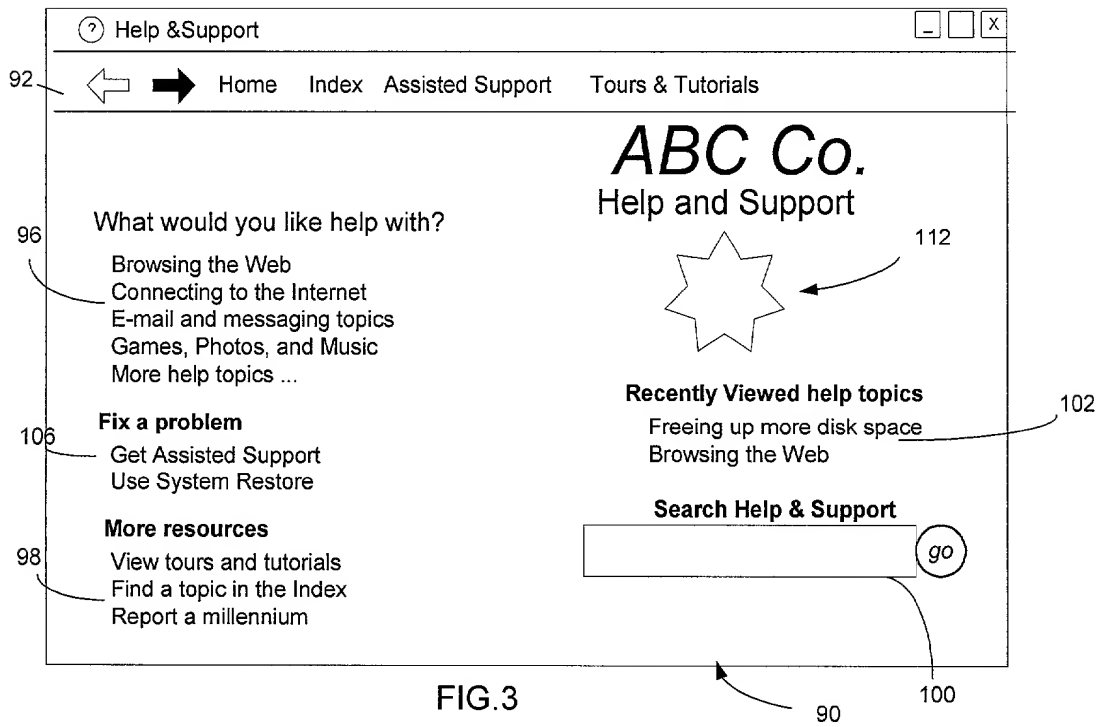 ? Help &Support
_ X
92
Home Index Assisted Support Tours & Tutorials
ABC Co.
Help and Support
112
What would you like help with?
96
Browsing the Web
Connecting to the Internet
E-mail and messaging topics
Games, Photos, and Music
More help topics ...
Recently Viewed help topics
102
Freeing up more disk space
Browsing the Web
Fix a problem
106
Get Assisted Support
Use System Restore
Search Help & Support
go
More resources
98
View tours and tutorials
Find a topic in the Index
Report a millennium
100
90
FIG.3